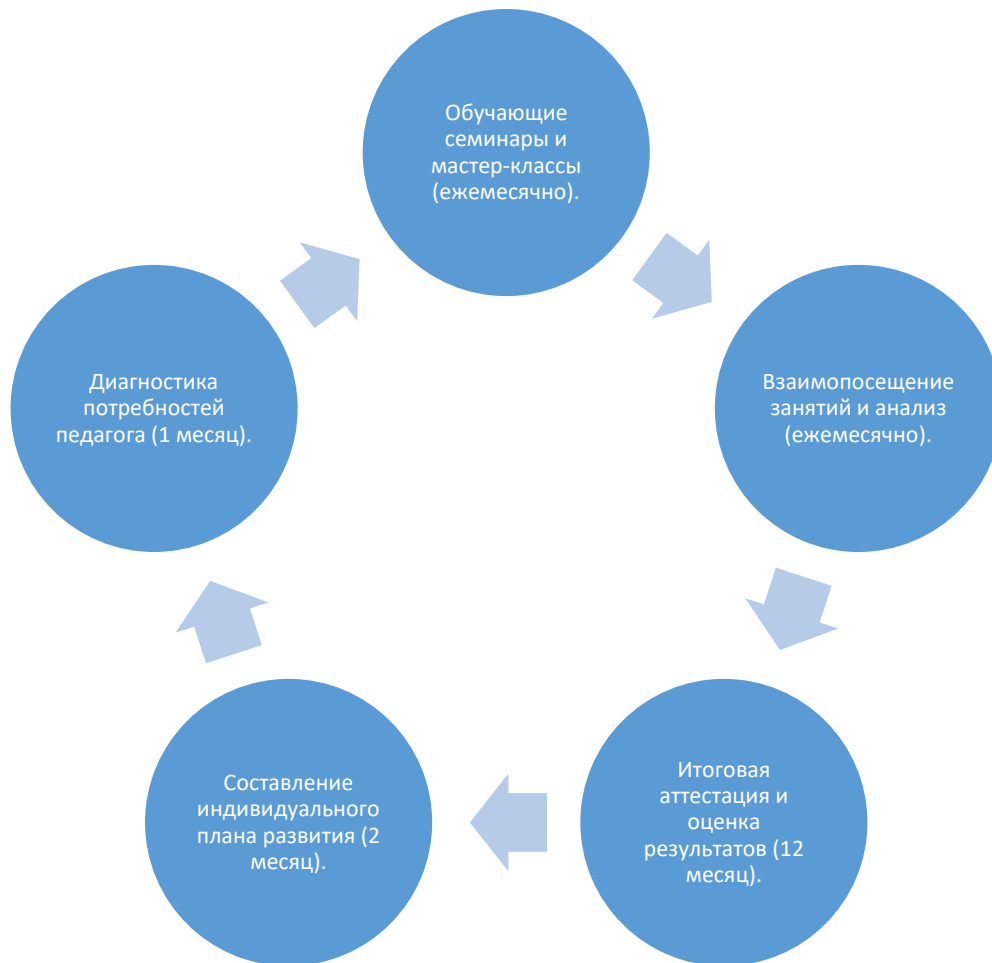 Обучающие
семинары и
мастер-классы
(ежемесячно).
Взаимопосещение
занятий и анализ
(ежемесячно).
Итоговая
аттестация и
оценка
результатов (12
месяц).
Составление
индивидуального
плана развития (2
месяц).
Диагностика
потребностей
педагога (1 месяц).